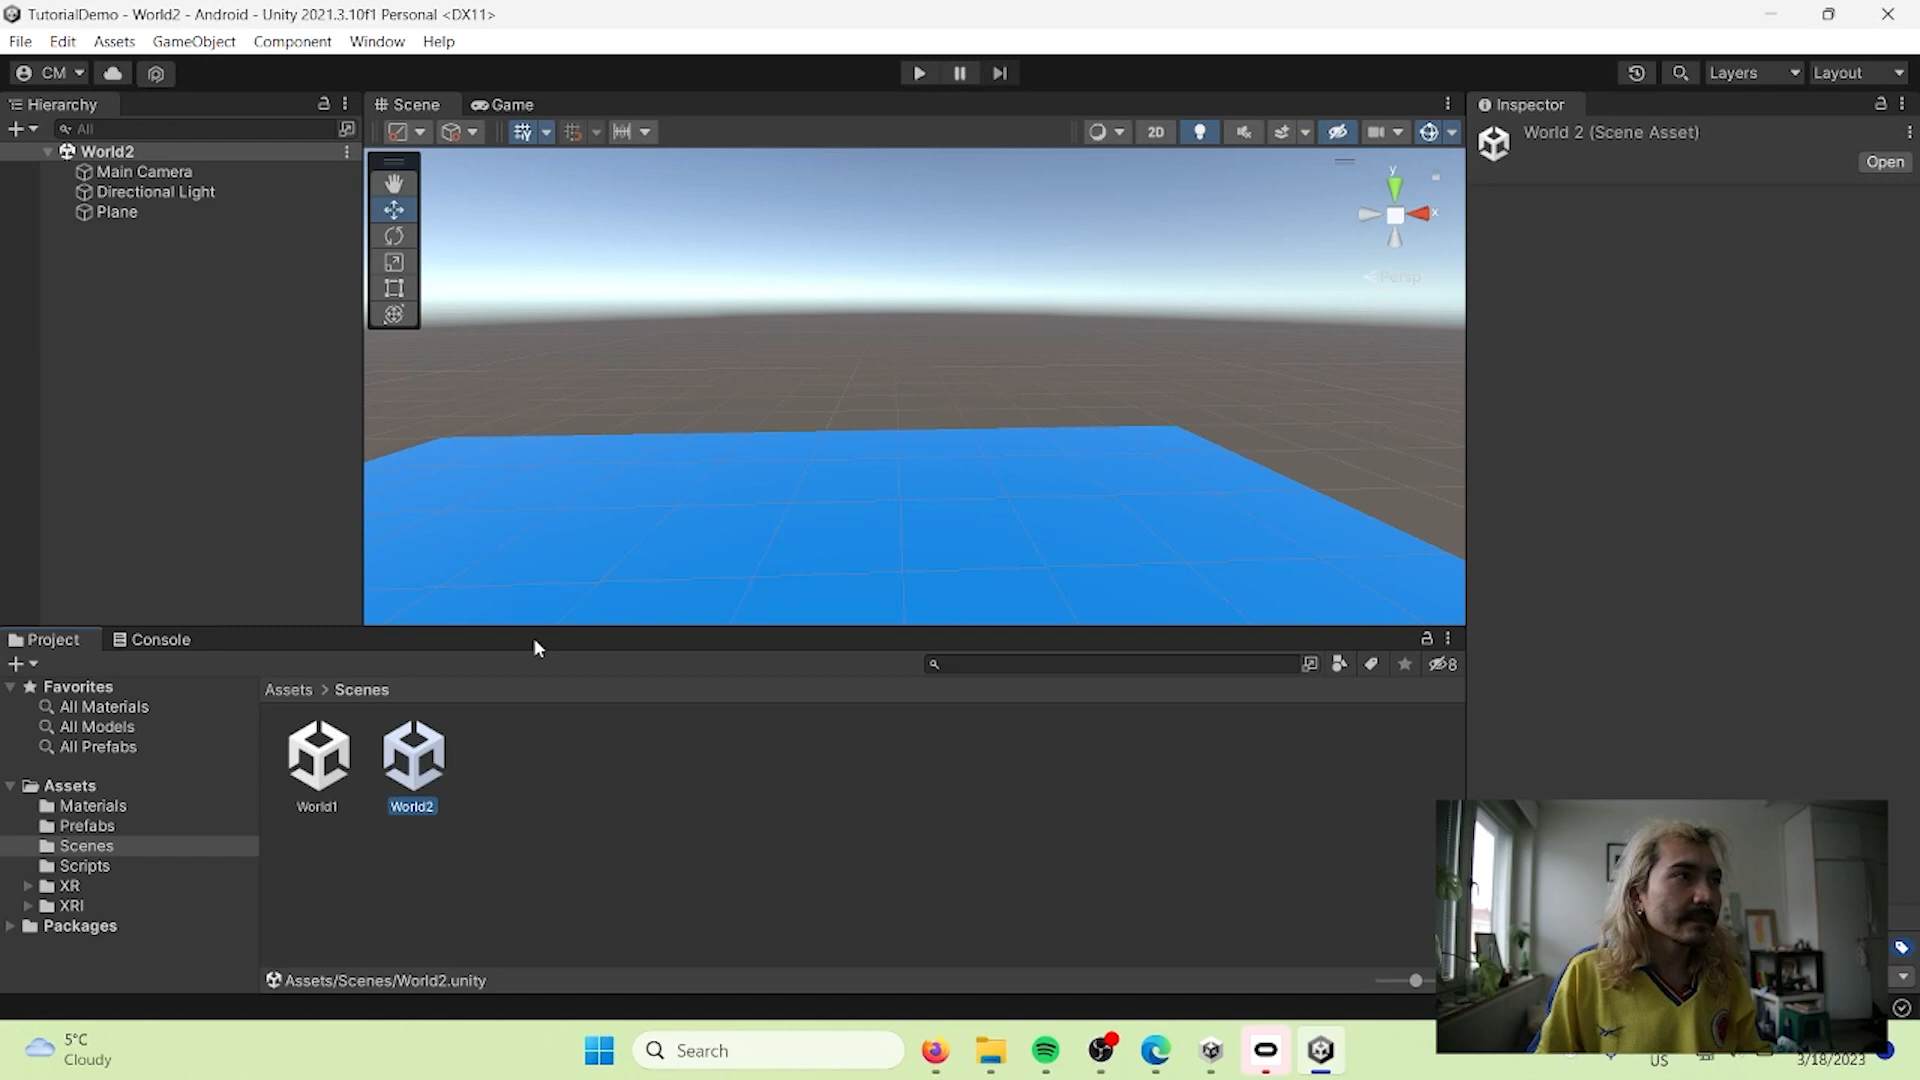 TutorialDemo - World2 - Android - Unity 2021.3.10f1 Personal <DX11>
File Edit Assets GameObject Component Window Help
CM Layers Layout
Hierarchy Scene Game Inspector
All 2D World 2 (Scene Asset)
World2 Open
Main Camera y
Directional Light x
Plane
Persp
Project Console
8
Favorites Assets > Scenes
All Materials
All Models
All Prefabs
Assets
Materials World1 World2
Prefabs
Scenes
Scripts
XR
XRI
Packages
Assets/Scenes/World2.unity
5°C
Cloudy
Search
US 3/18/2023